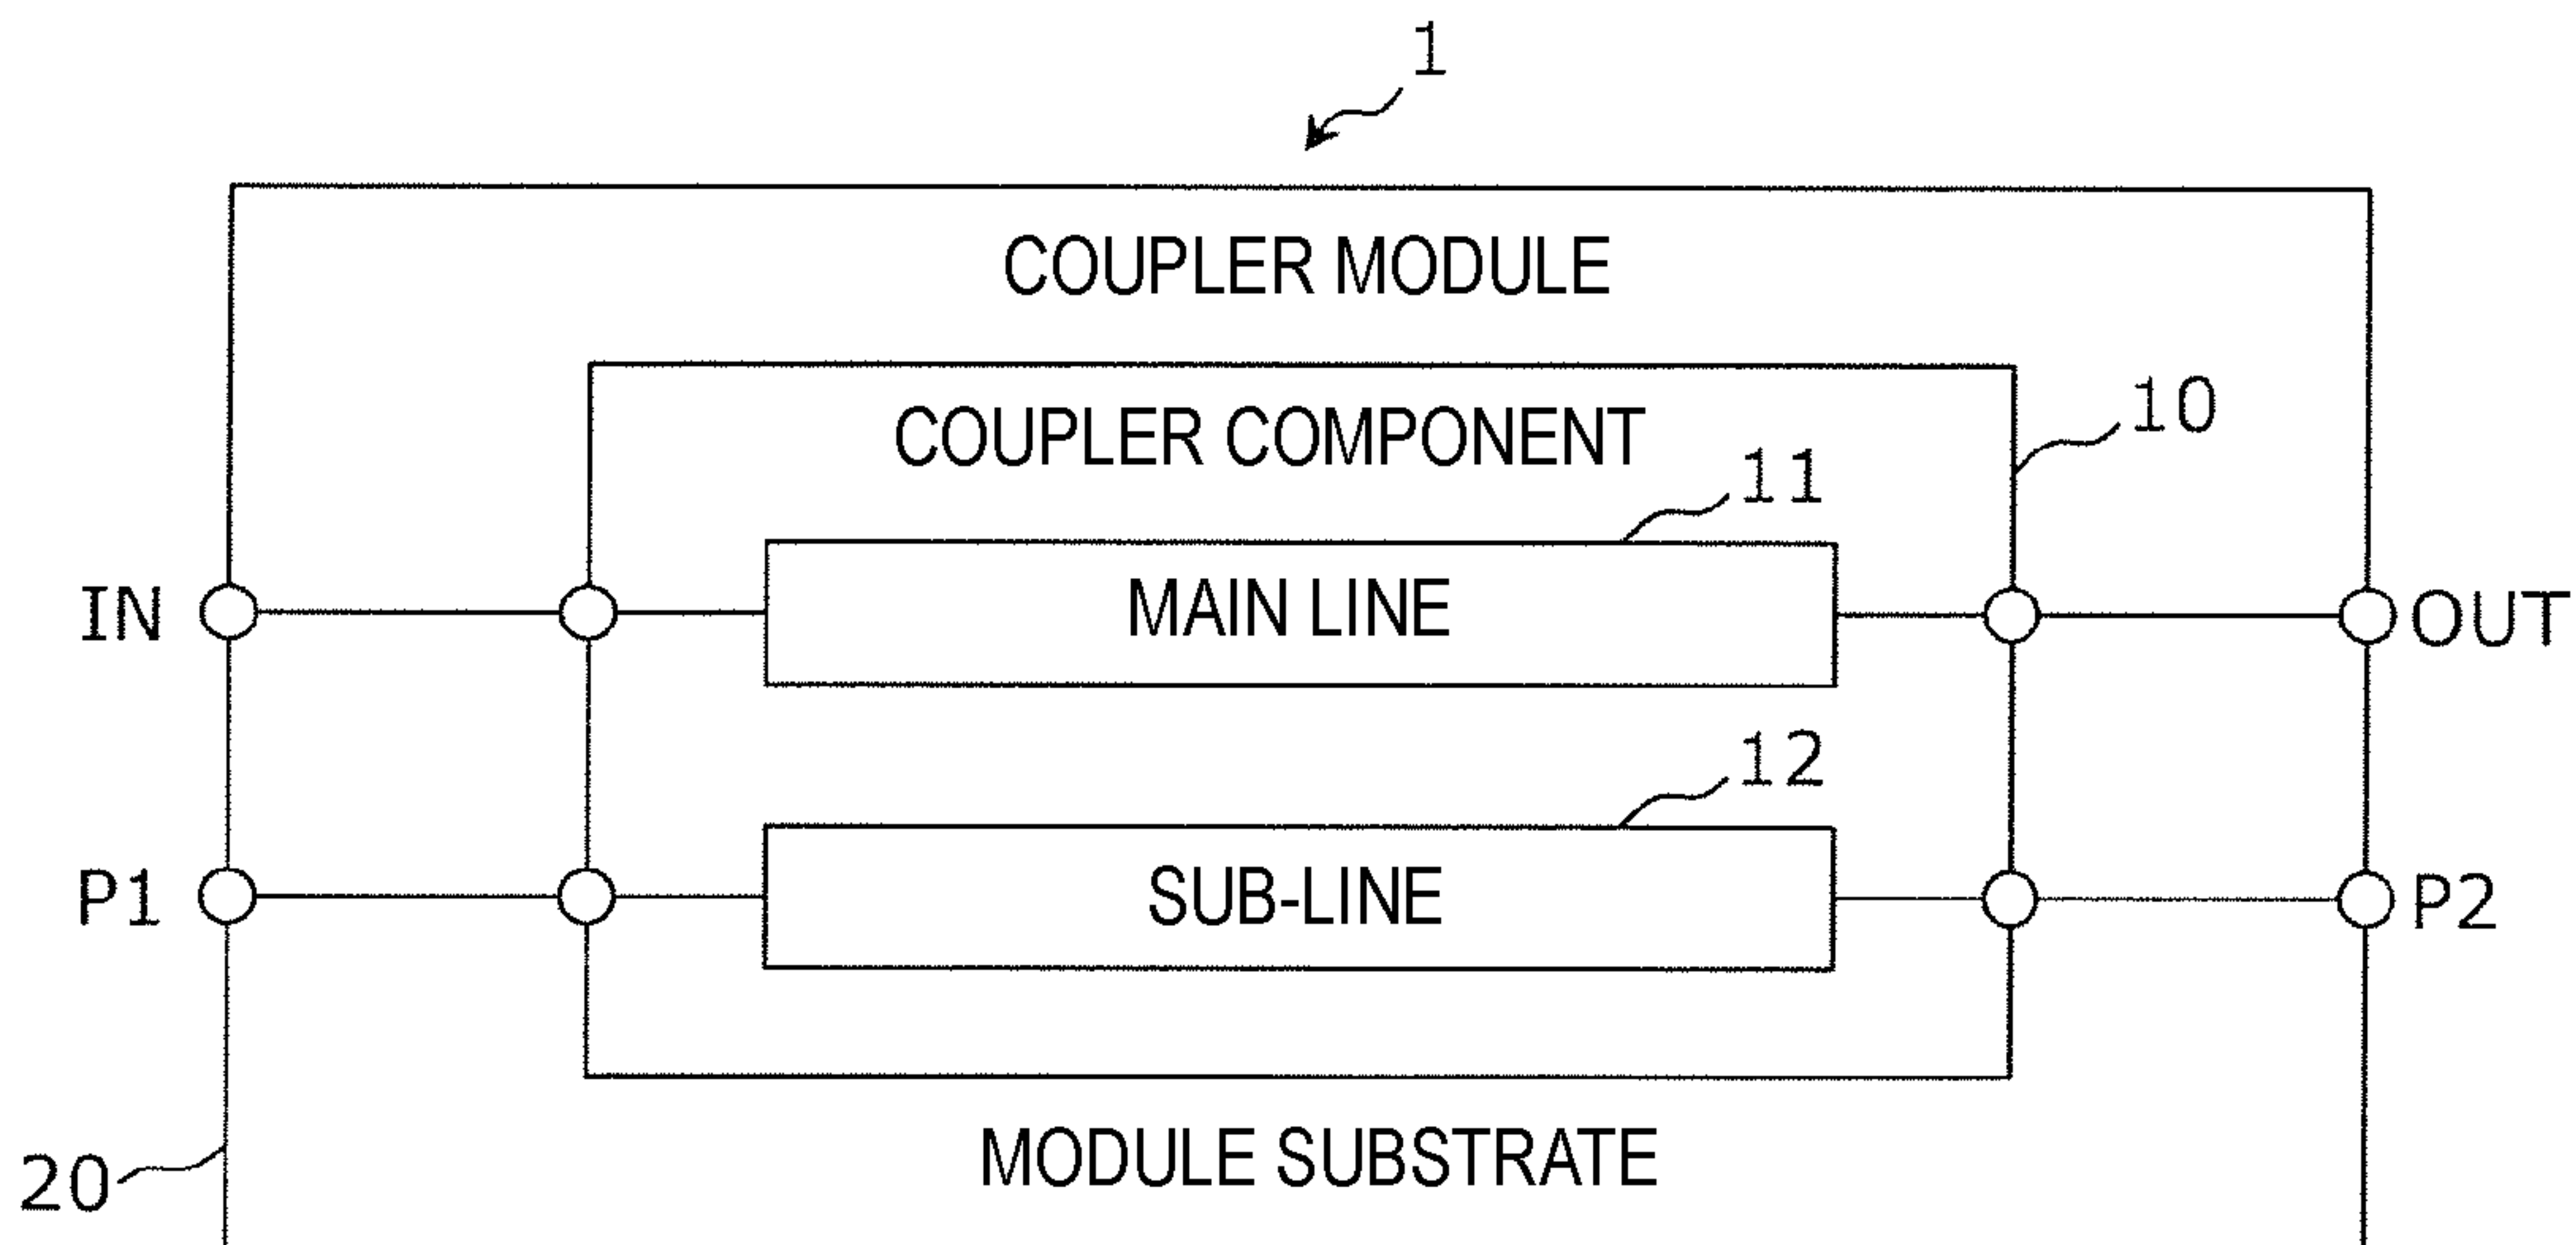 1
COUPLER MODULE
COUPLER COMPONENT
10
11
MAIN LINE
IN
OUT
12
SUB-LINE
P1
P2
MODULE SUBSTRATE
20